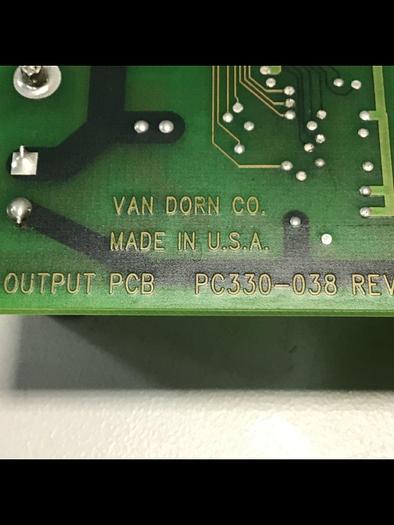 VAN DORN CO.
MADE IN U.S.A.
OUTPUT PCB PC330-038 REV